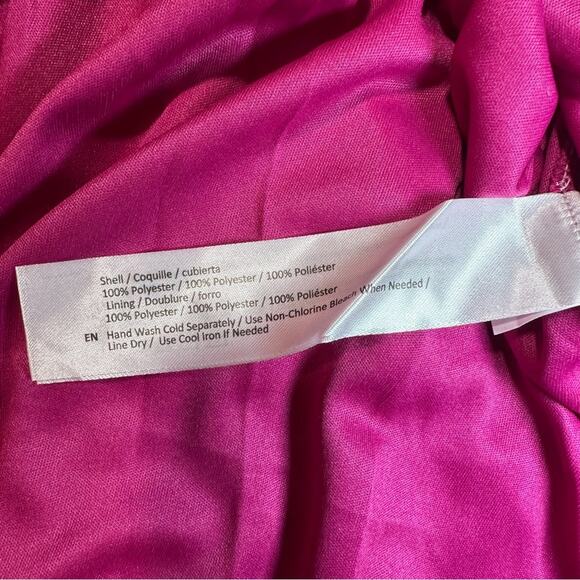 Shell / Coquille / cubierta
100% Polyester / 100% Polyester / 100% Poliéster
Lining / Doublure / forro
100% Polyester / 100% Polyester / 100% Poliéster
EN Hand Wash Cold Separately / Use Non-Chlorine Bleach When Needed /
Line Dry / Use Cool Iron If Needed